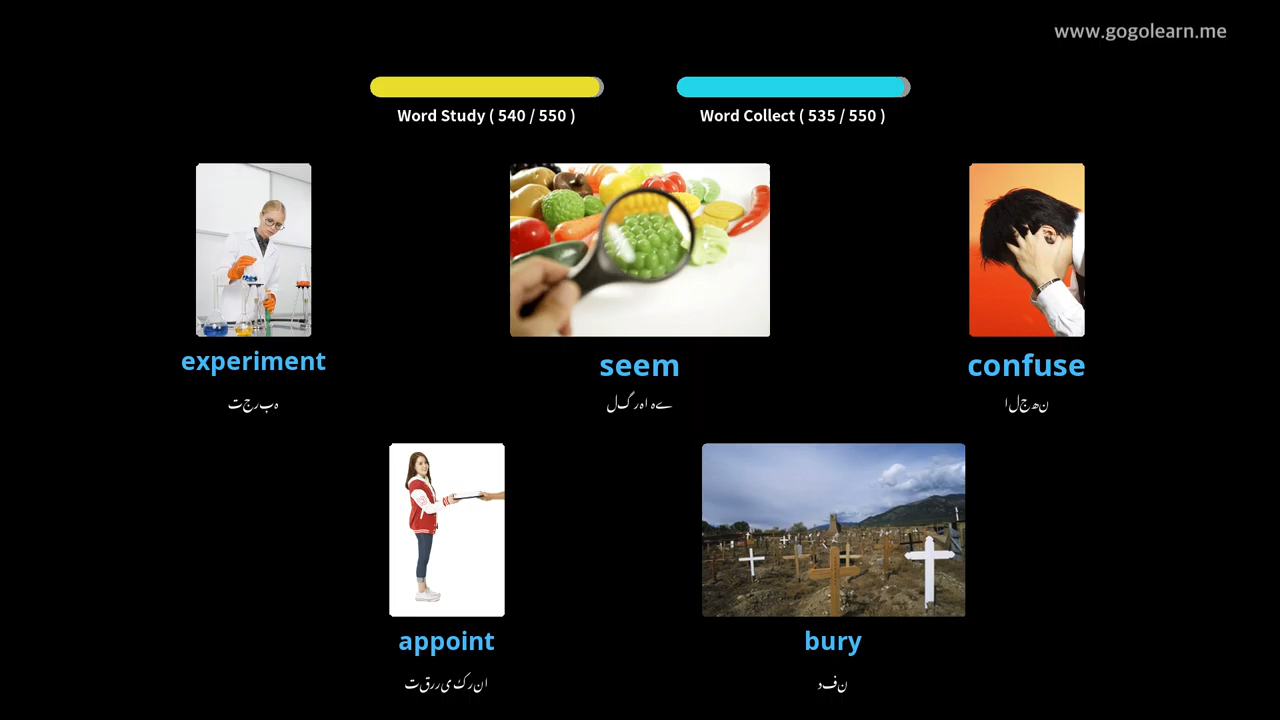 www.gogolearn.me
Word Study ( 540 / 550 )
Word Collect ( 535 / 550 )
experiment
تجربہ
seem
لگ رہا ہے
confuse
الجھن
appoint
تقرری کرنا
bury
دفن